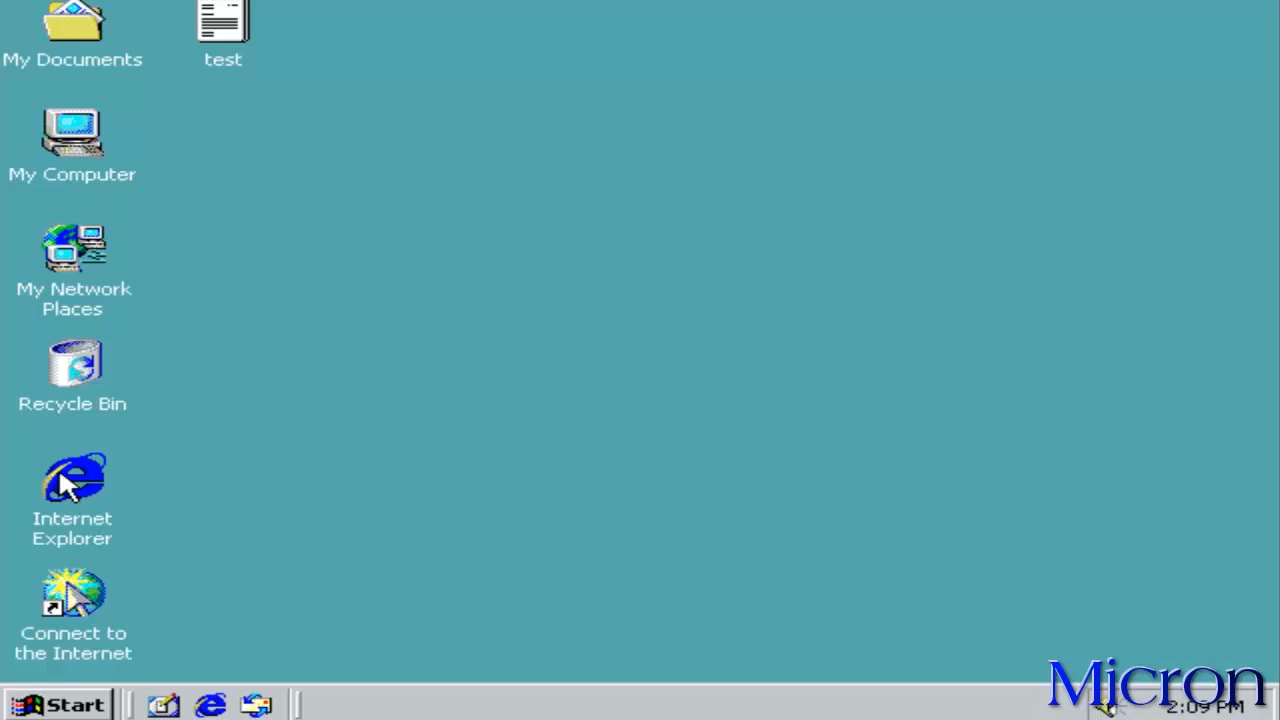 My Documents
test
My Computer
My Network
Places
Recycle Bin
Internet
Explorer
Connect to
the Internet
Start
Micron
2:09 PM